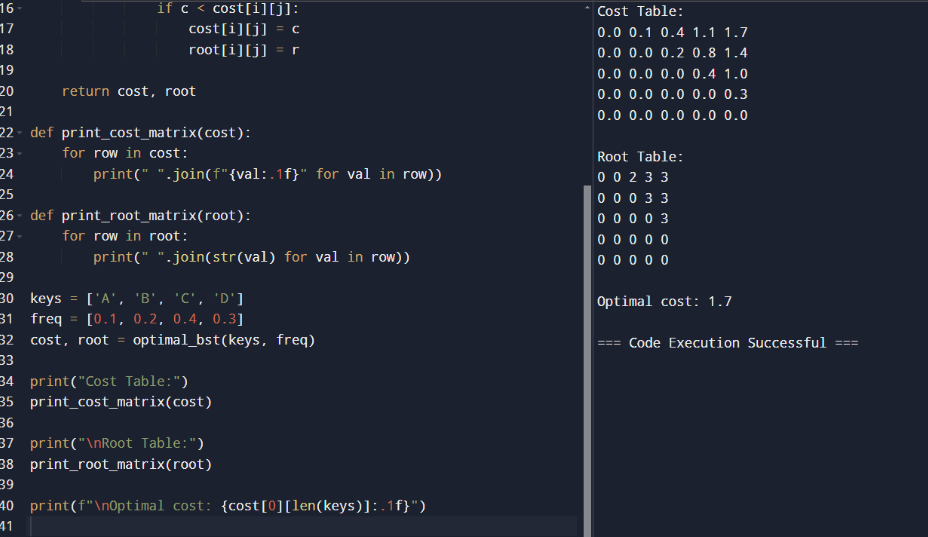 16 if c < cost[i][j]:
17 cost[i][j] = c
18 root[i][j] = r
19
20 return cost, root
21
22 def print_cost_matrix(cost):
23 for row in cost:
24 print(" ".join(f"{val:.1f}" for val in row))
25
26 def print_root_matrix(root):
27 for row in root:
28 print(" ".join(str(val) for val in row))
29
30 keys = ['A', 'B', 'C', 'D']
31 freq = [0.1, 0.2, 0.4, 0.3]
32 cost, root = optimal_bst(keys, freq)
33
34 print("Cost Table:")
35 print_cost_matrix(cost)
36
37 print("\nRoot Table:")
38 print_root_matrix(root)
39
40 print(f"\nOptimal cost: {cost[0][len(keys)]:.1f}")
41
Cost Table:
0.0 0.1 0.4 1.1 1.7
0.0 0.0 0.2 0.8 1.4
0.0 0.0 0.0 0.4 1.0
0.0 0.0 0.0 0.0 0.3
0.0 0.0 0.0 0.0 0.0
Root Table:
0 0 2 3 3
0 0 0 3 3
0 0 0 0 3
0 0 0 0 0
0 0 0 0 0
Optimal cost: 1.7
=== Code Execution Successful ===